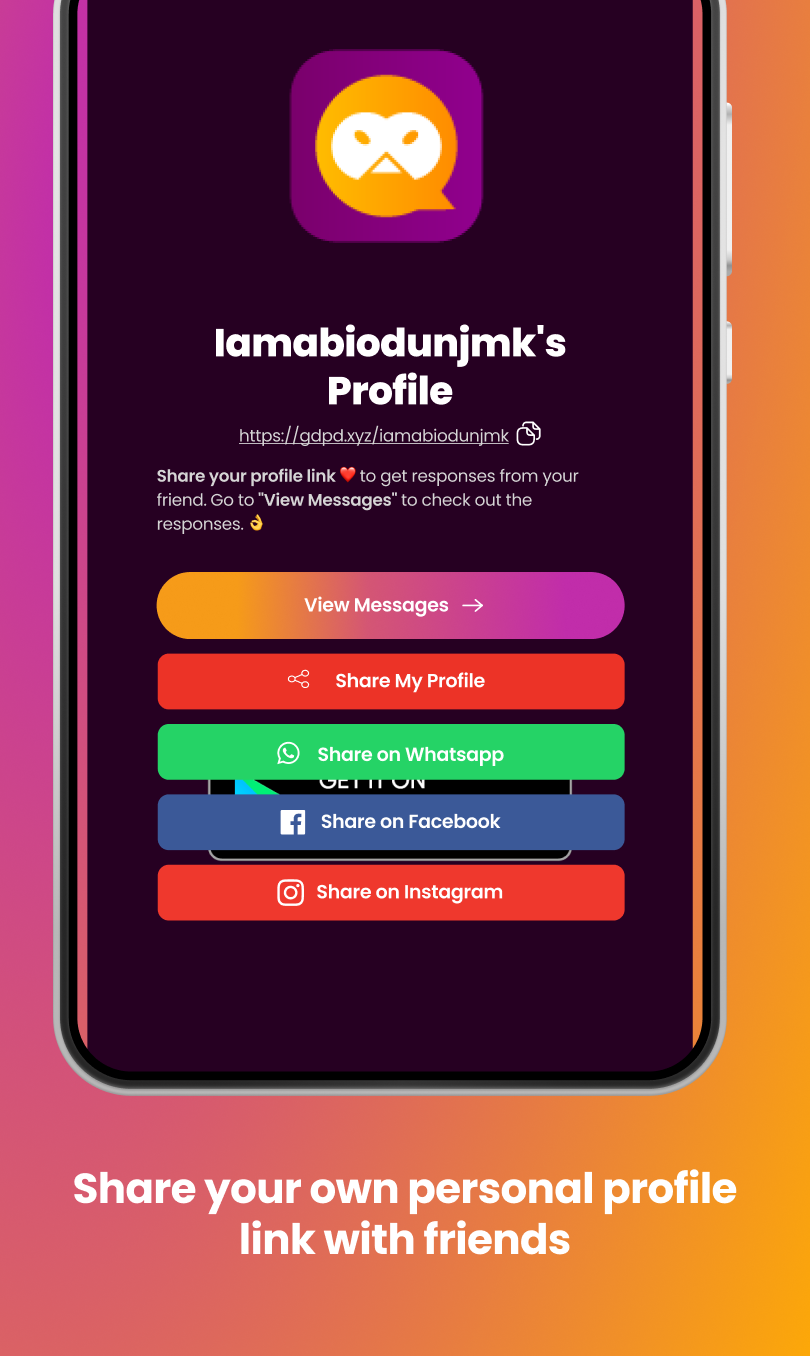 Iamabiodunjmk's
Profile
https://gdpd.xyz/iamabiodunjmk
Share your profile link ❤️ to get responses from your
friend. Go to "View Messages" to check out the
responses. 👌
View Messages →
Share My Profile
Share on Whatsapp
GET IT ON
Share on Facebook
Share on Instagram
Share your own personal profile
link with friends